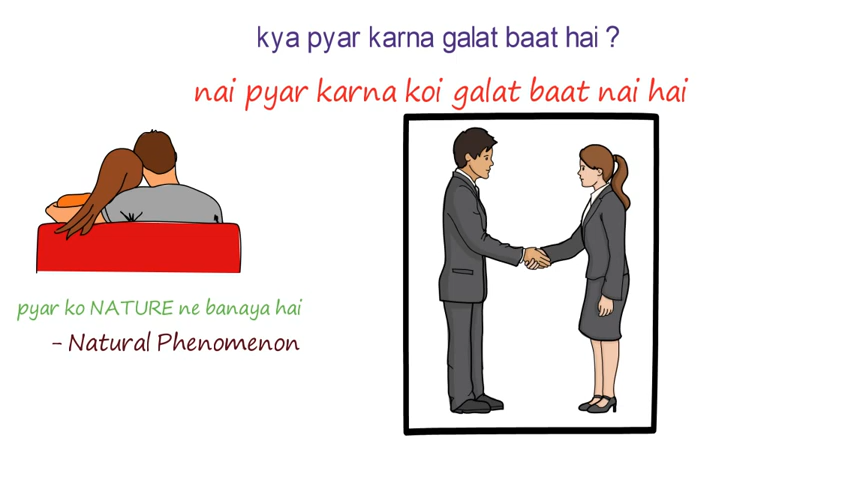 kya pyar karna galat baat hai ?
nai pyar karna koi galat baat nai hai
pyar ko NATURE ne banaya hai
- Natural Phenomenon